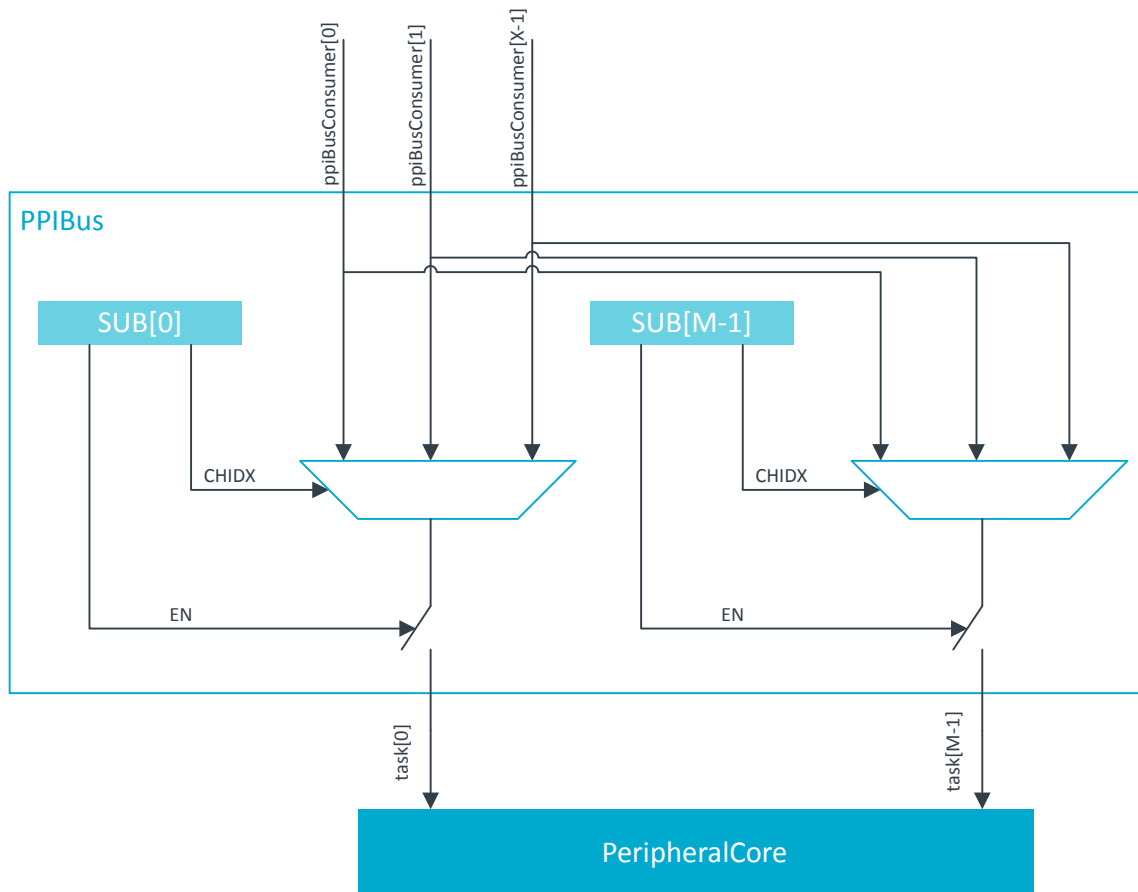 ppiBusConsumer[0]
ppiBusConsumer[1]
ppiBusConsumer[X-1]
PPIBus
SUB[0]
SUB[M-1]
CHIDX
CHIDX
EN
EN
task[0]
task[M-1]
PeripheralCore